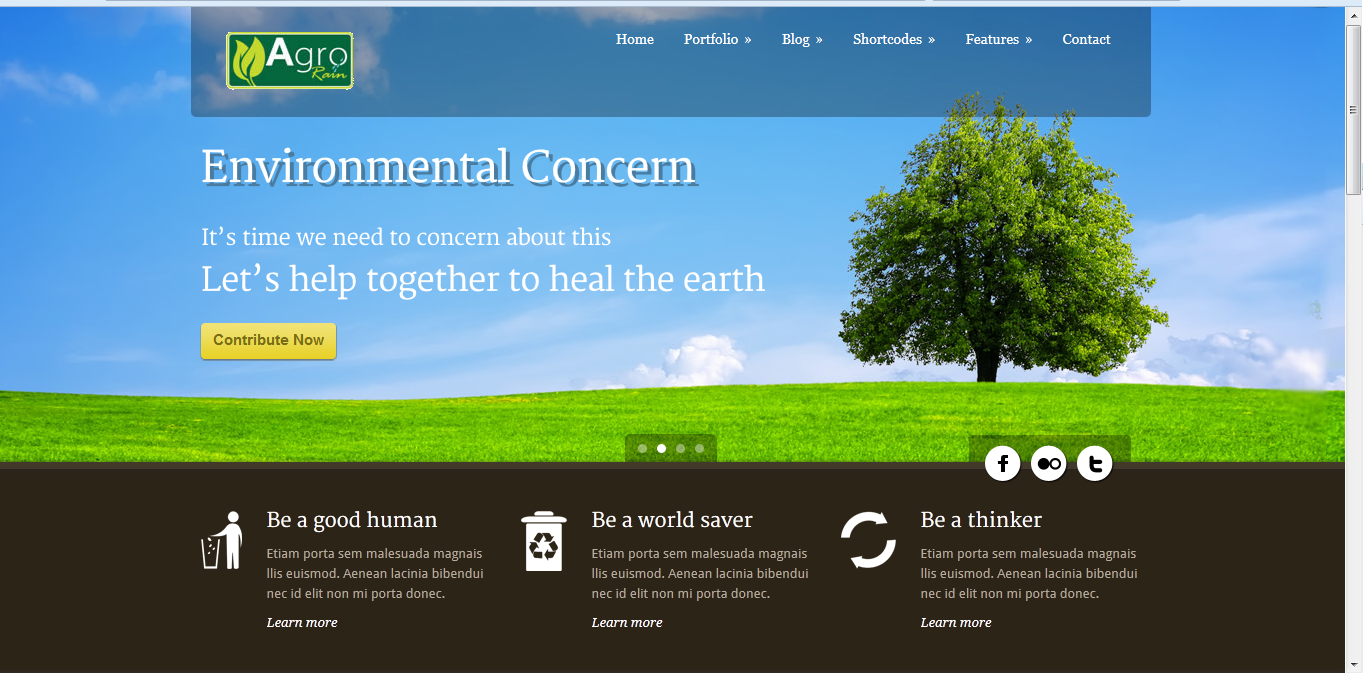 Agro
Rain
Home Portfolio » Blog » Shortcodes » Features » Contact
Environmental Concern
It’s time we need to concern about this
Let’s help together to heal the earth
Contribute Now
Be a good human
Etiam porta sem malesuada magnais
llis euismod. Aenean lacinia bibendui
nec id elit non mi porta donec.
Learn more
Be a world saver
Etiam porta sem malesuada magnais
llis euismod. Aenean lacinia bibendui
nec id elit non mi porta donec.
Learn more
Be a thinker
Etiam porta sem malesuada magnais
llis euismod. Aenean lacinia bibendui
nec id elit non mi porta donec.
Learn more